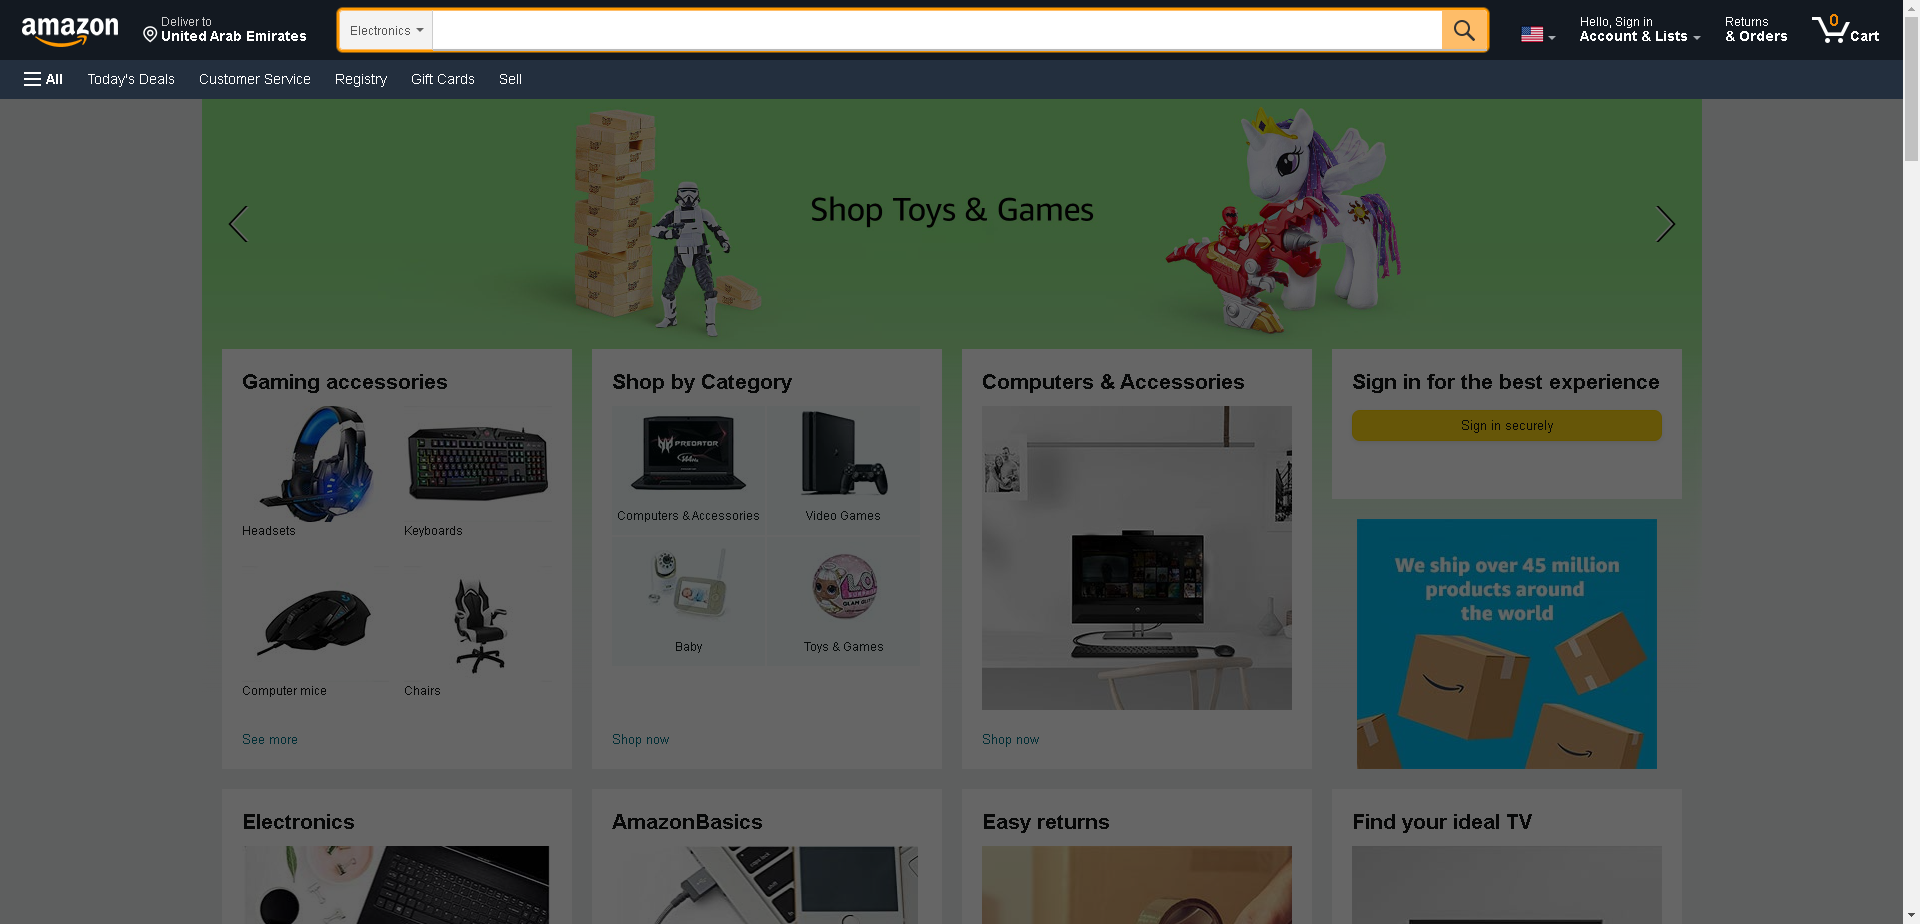 amazon
Deliver to
United Arab Emirates
Electronics
Hello, Sign in
Account & Lists
Returns
& Orders
0
Cart
All
Today's Deals
Customer Service
Registry
Gift Cards
Sell
Shop Toys & Games
Gaming accessories
Headsets
Keyboards
Computer mice
Chairs
See more
Shop by Category
PREDATOR
Computers & Accessories
Video Games
Baby
Toys & Games
Shop now
Computers & Accessories
Shop now
Sign in for the best experience
Sign in securely
We ship over 45 million
products around
the world
Electronics
AmazonBasics
Easy returns
Find your ideal TV